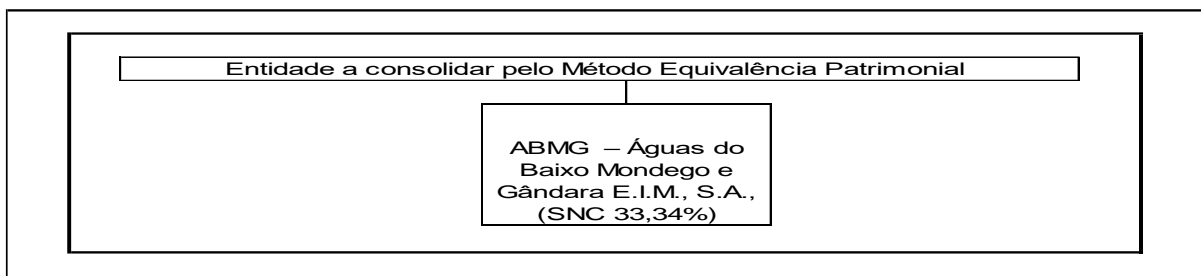 Entidade a consolidar pelo Método Equivalência Patrimonial
ABMG – Águas do
Baixo Mondego e
Gândara E.I.M., S.A.,
(SNC 33,34%)